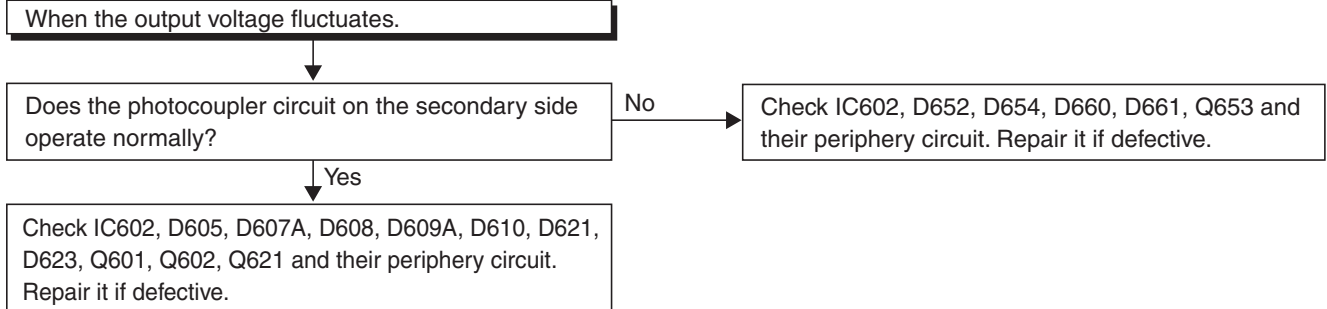 When the output voltage fluctuates.
Does the photocoupler circuit on the secondary side
operate normally?
No
Check IC602, D652, D654, D660, D661, Q653 and
their periphery circuit. Repair it if defective.
Yes
Check IC602, D605, D607A, D608, D609A, D610, D621,
D623, Q601, Q602, Q621 and their periphery circuit.
Repair it if defective.